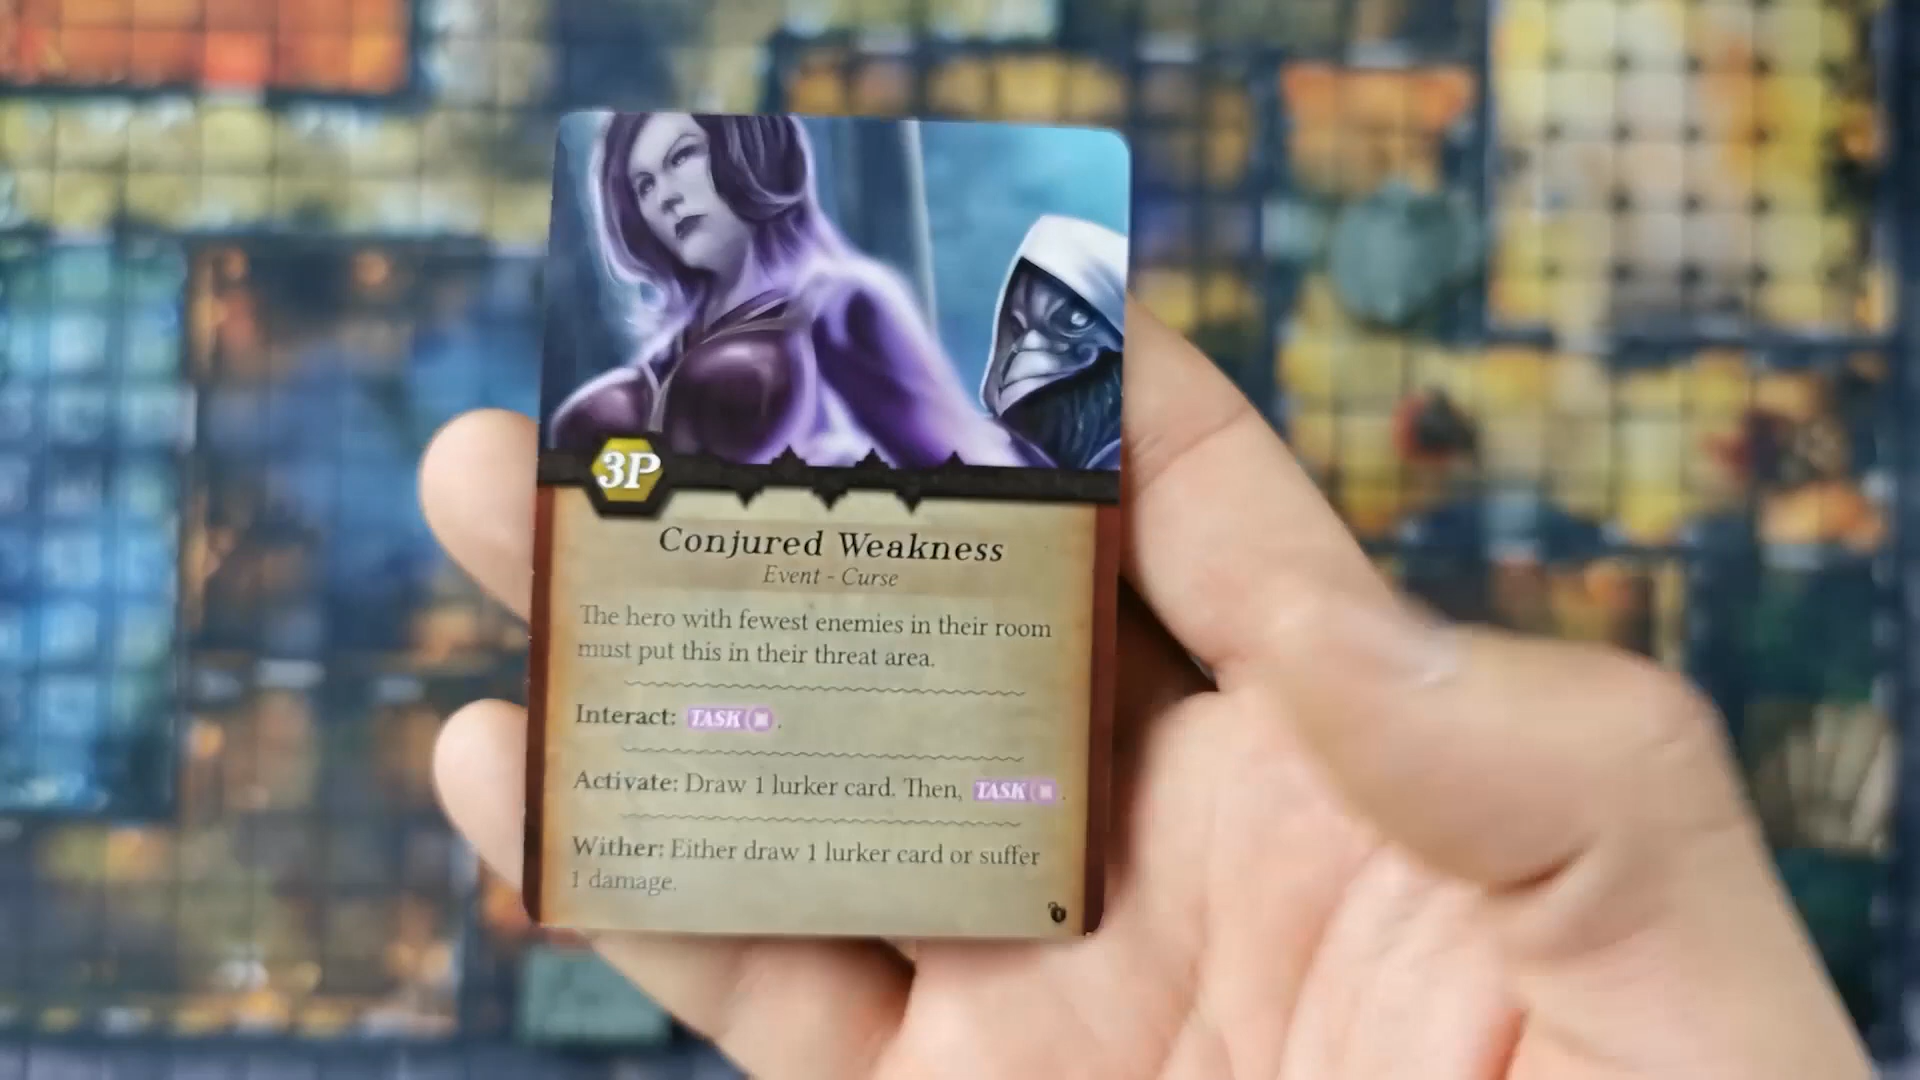 3P
Conjured Weakness
Event - Curse
The hero with fewest enemies in their room
must put this in their threat area.
Interact: TASK .
Activate: Draw 1 lurker card. Then, TASK .
Wither: Either draw 1 lurker card or suffer
1 damage.